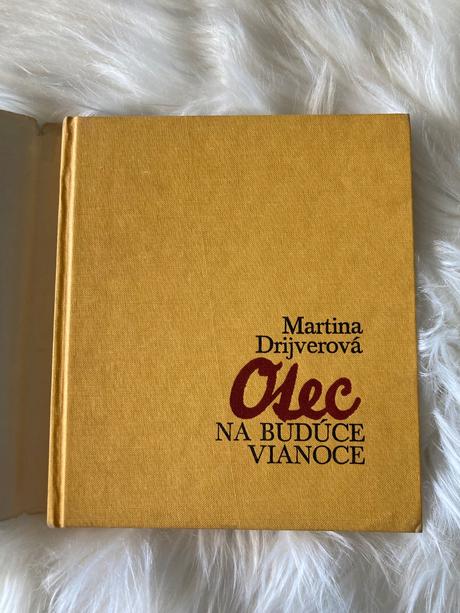 Martina
Drijverová
Otec
NA BUDÚCE
VIANOCE